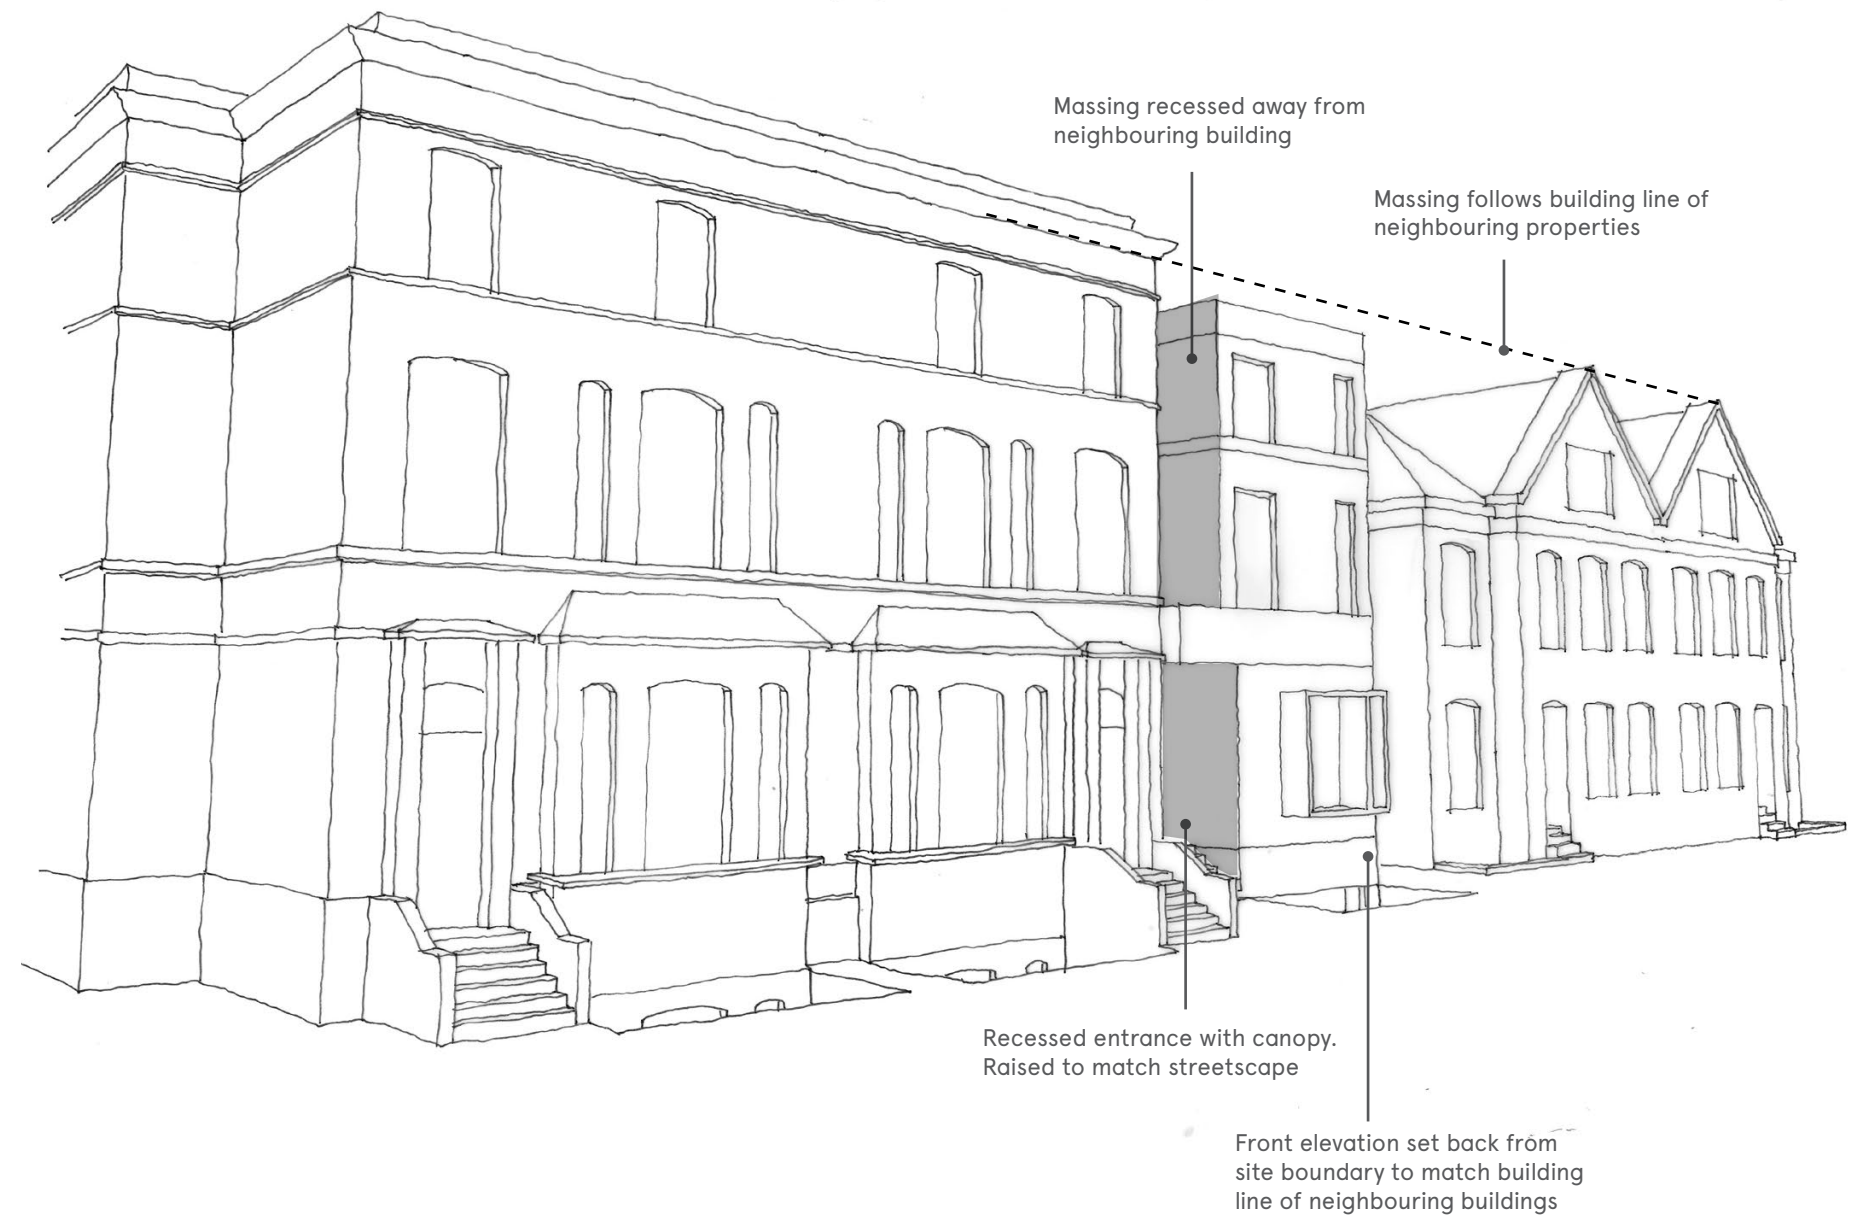 Massing recessed away from
neighbouring building
Massing follows building line of
neighbouring properties
Recessed entrance with canopy.
Raised to match streetscape
Front elevation set back from
site boundary to match building
line of neighbouring buildings